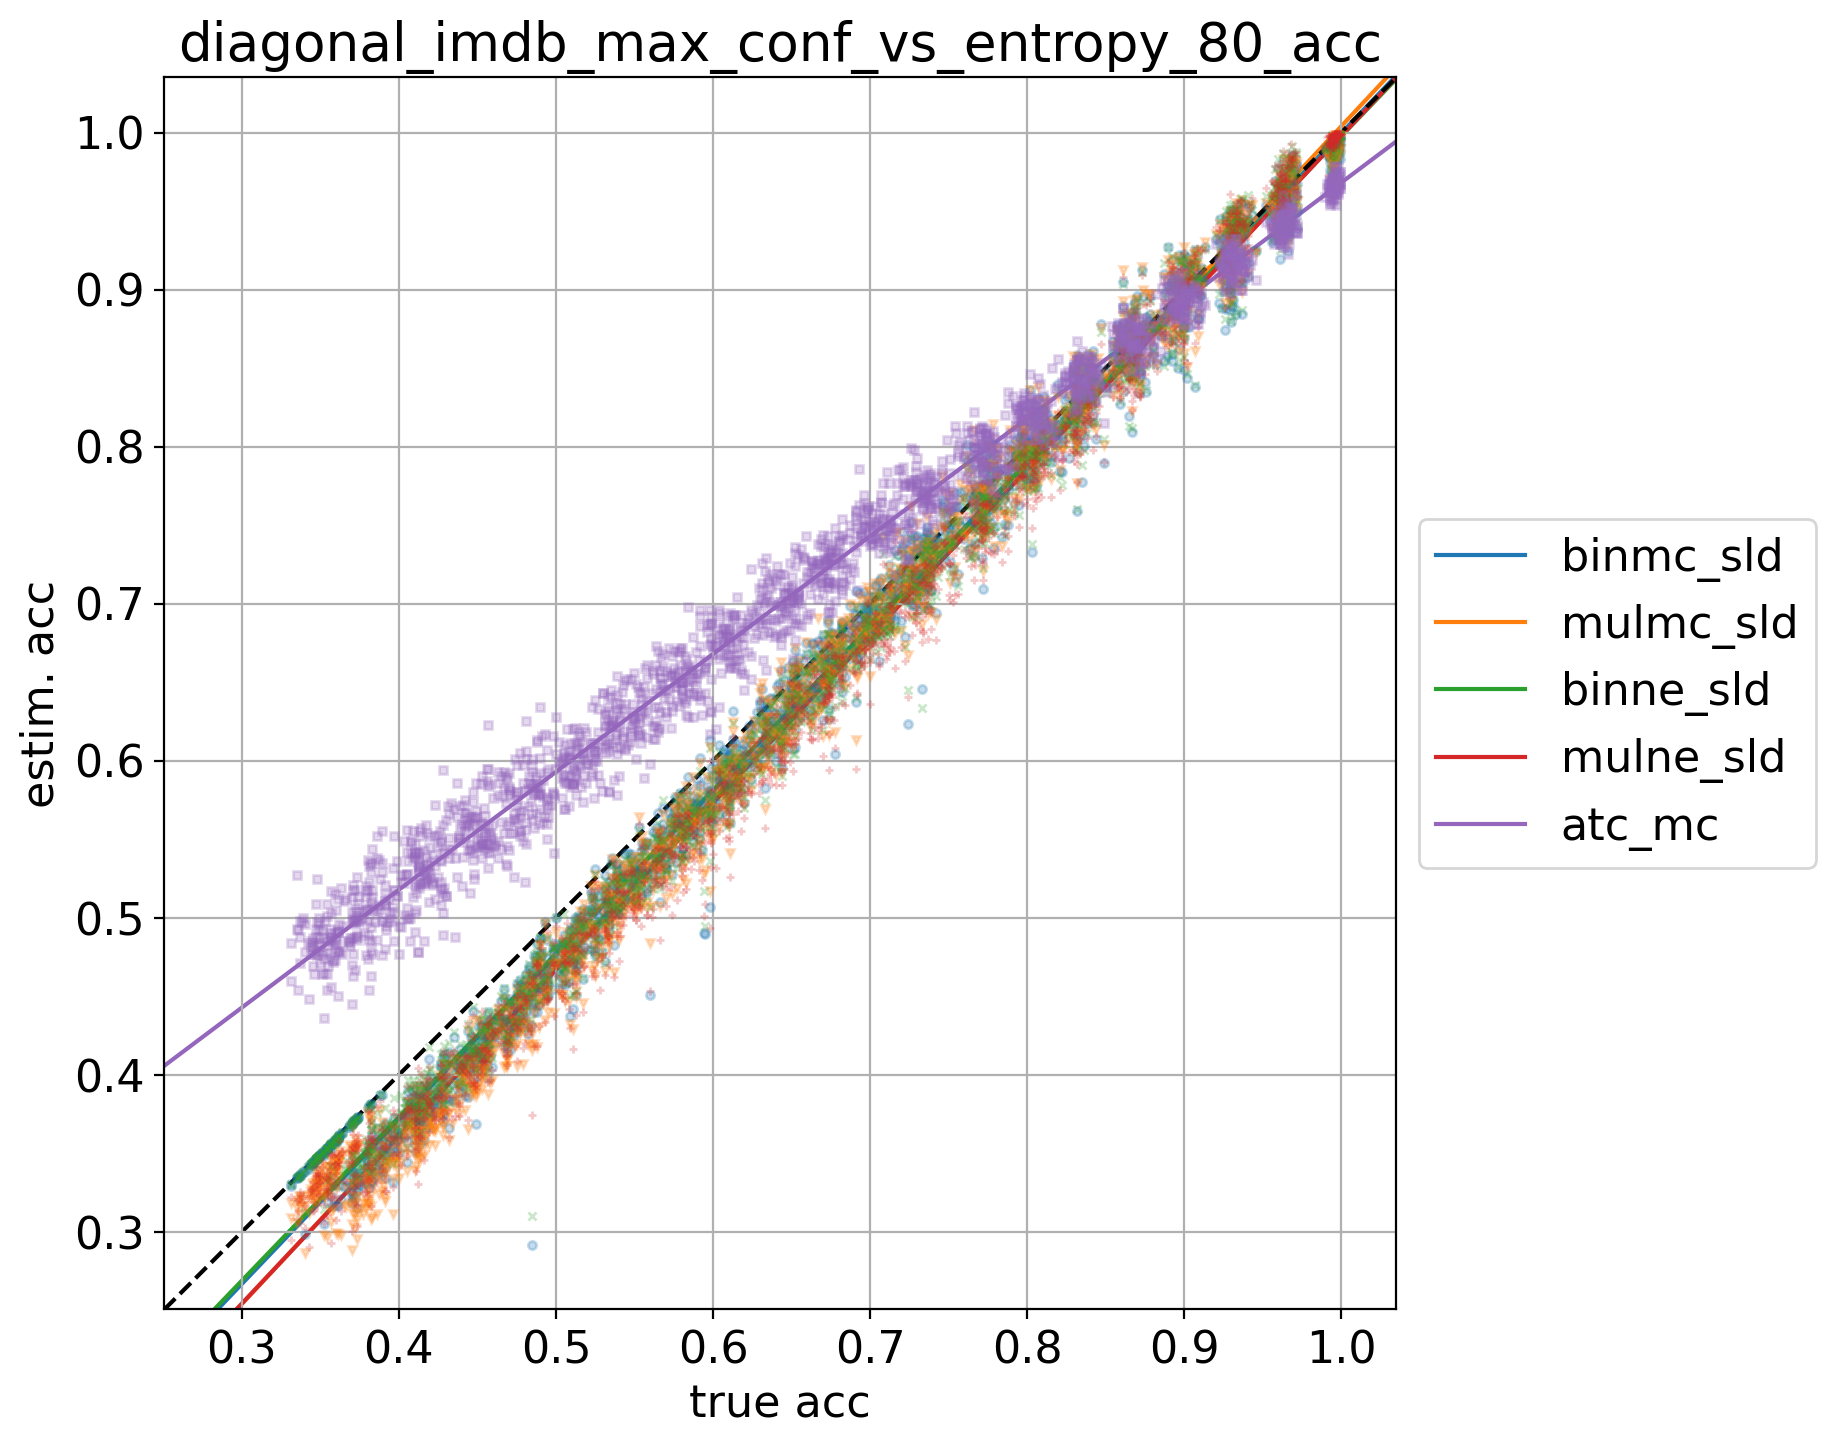 diagonal_imdb_max_conf_vs_entropy_80_acc
1.0
0.9
0.8
0.7
0.6
0.5
0.4
0.3
estim. acc
0.3 0.4 0.5 0.6 0.7 0.8 0.9 1.0
true acc
binmc_sld
mulmc_sld
binne_sld
mulne_sld
atc_mc